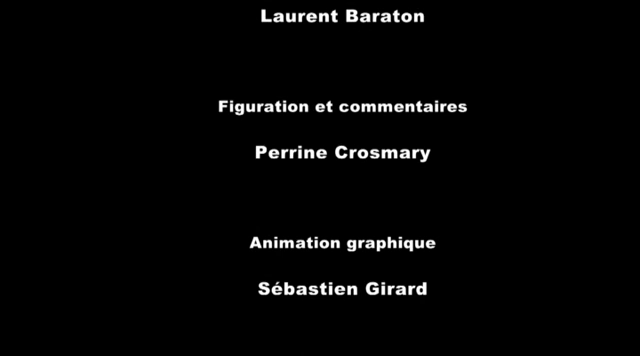 Laurent Baraton
Figuration et commentaires
Perrine Crosmary
Animation graphique
Sébastien Girard